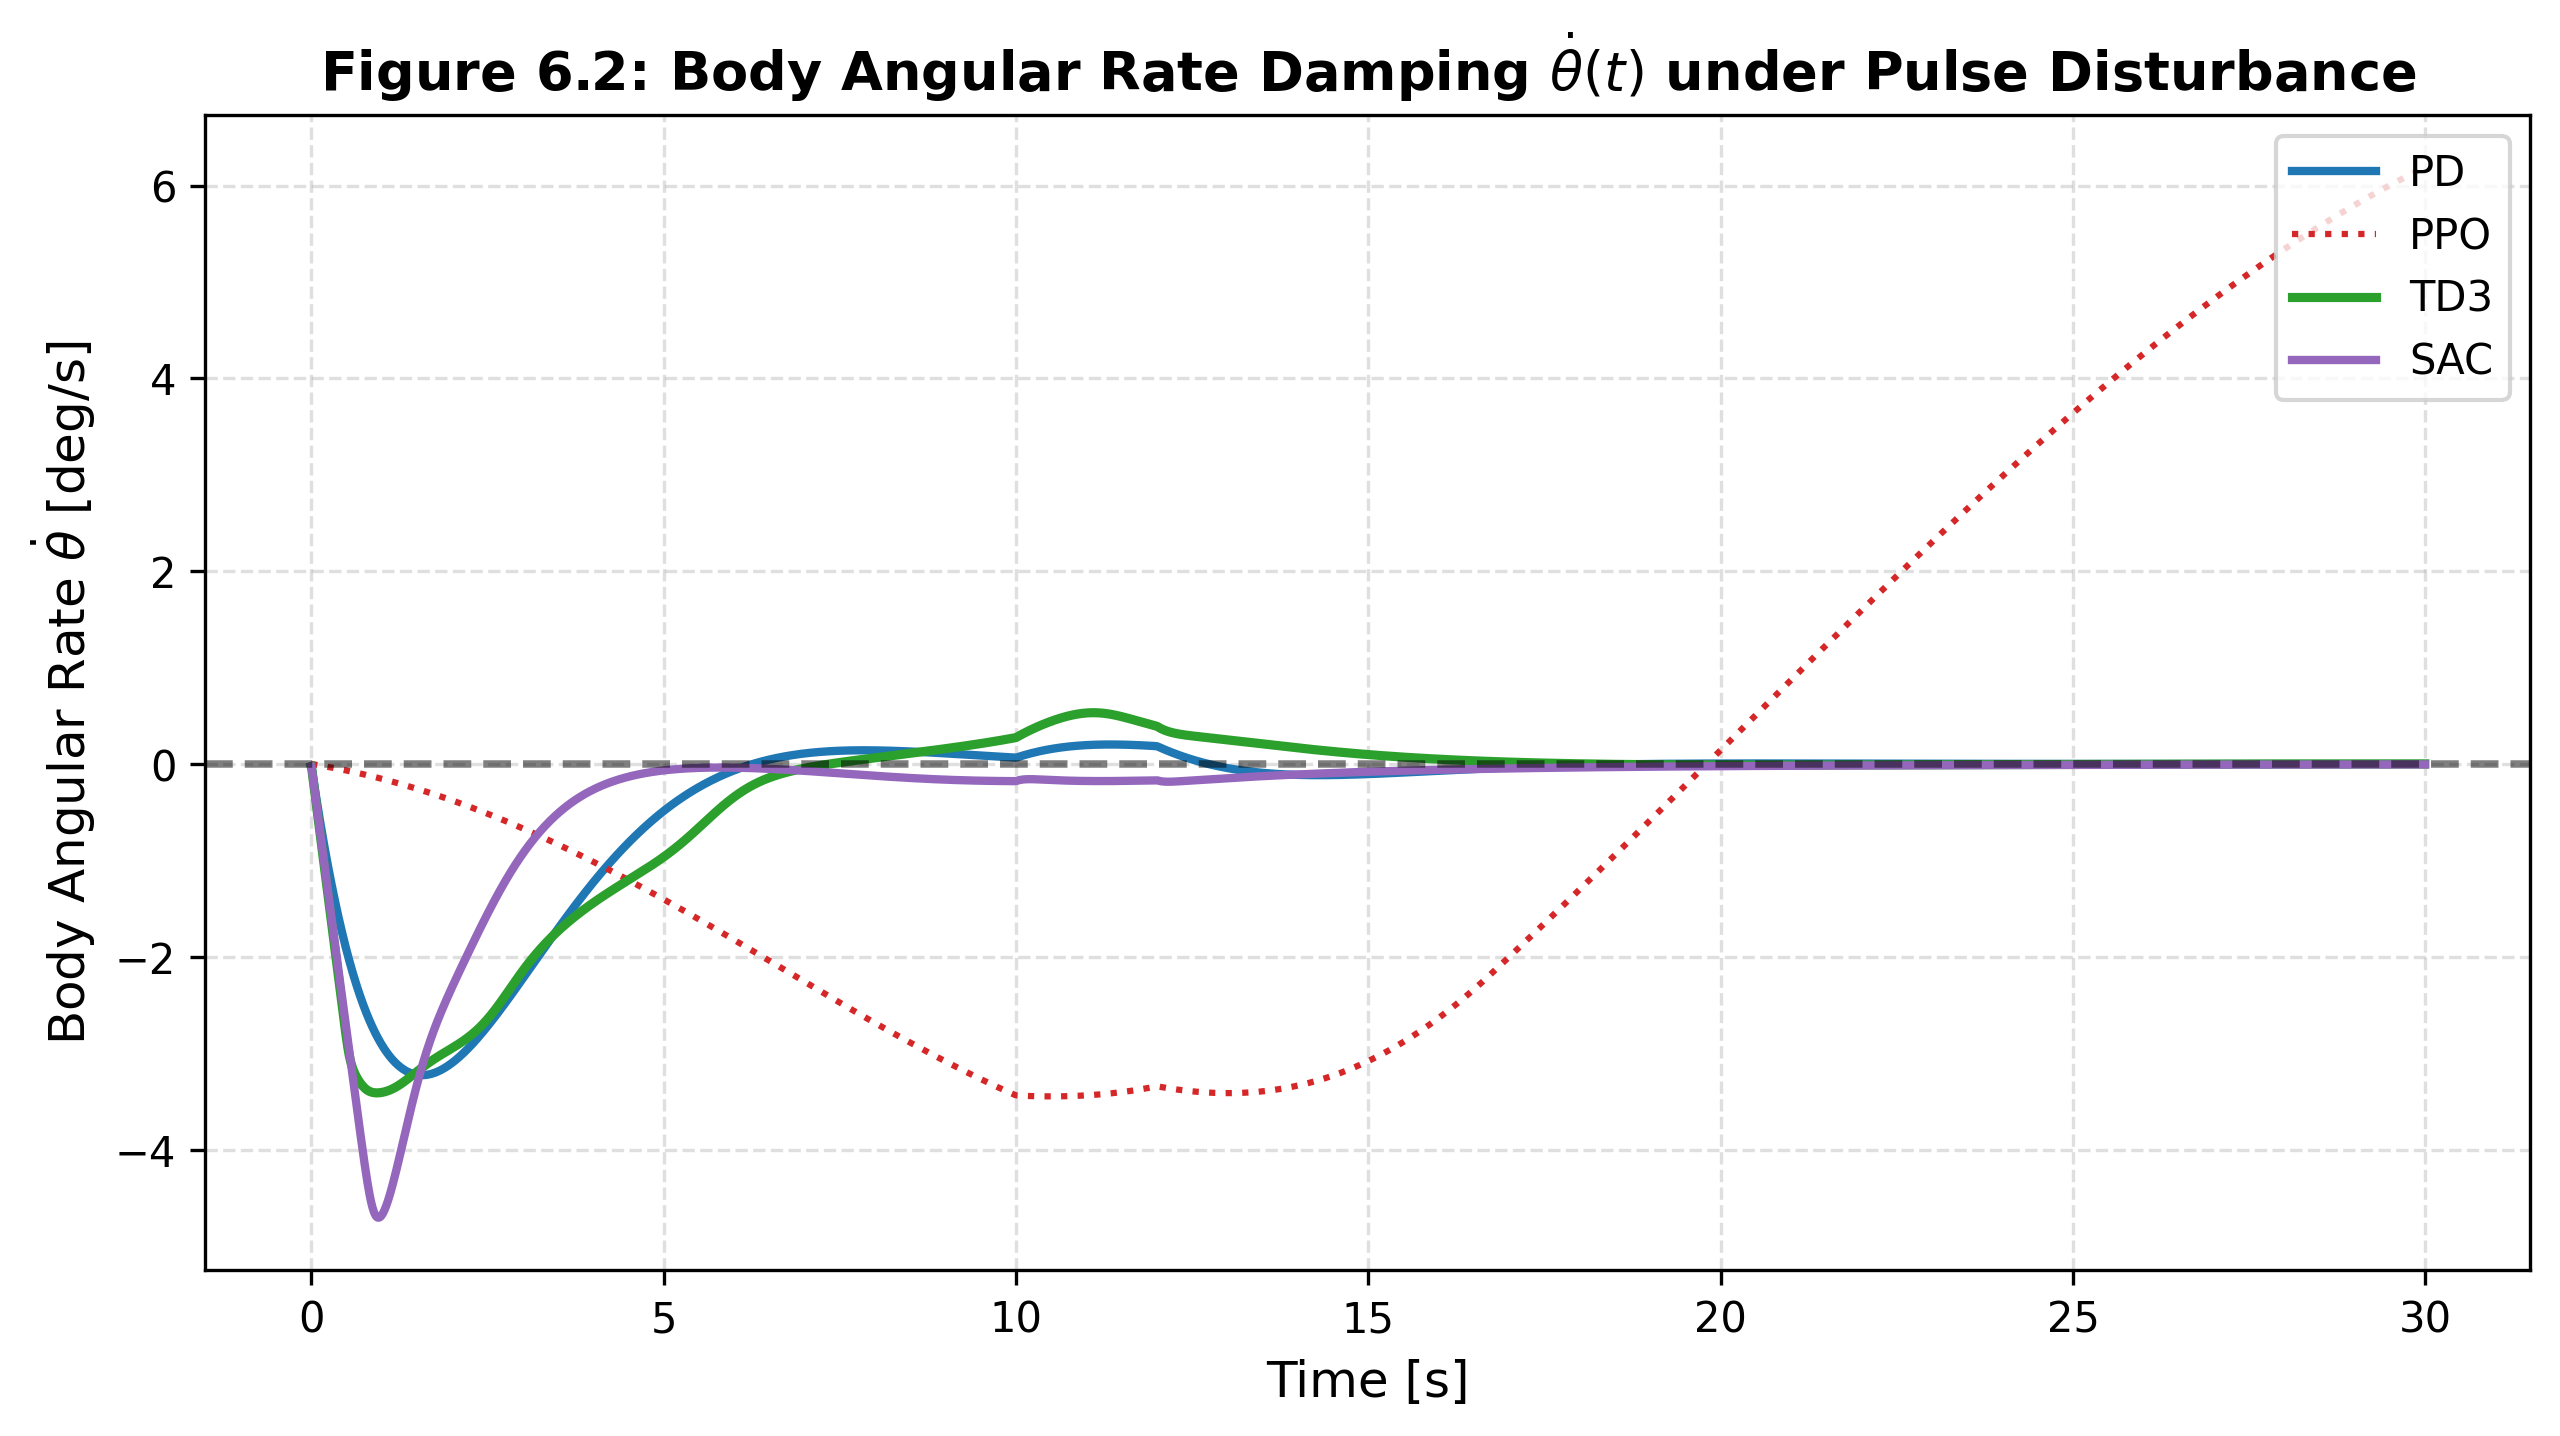 Figure 6.2: Body Angular Rate Damping θ̇(t) under Pulse Disturbance
Body Angular Rate θ̇ [deg/s]
6
4
2
0
−2
−4
PD
PPO
TD3
SAC
0 5 10 15 20 25 30
Time [s]